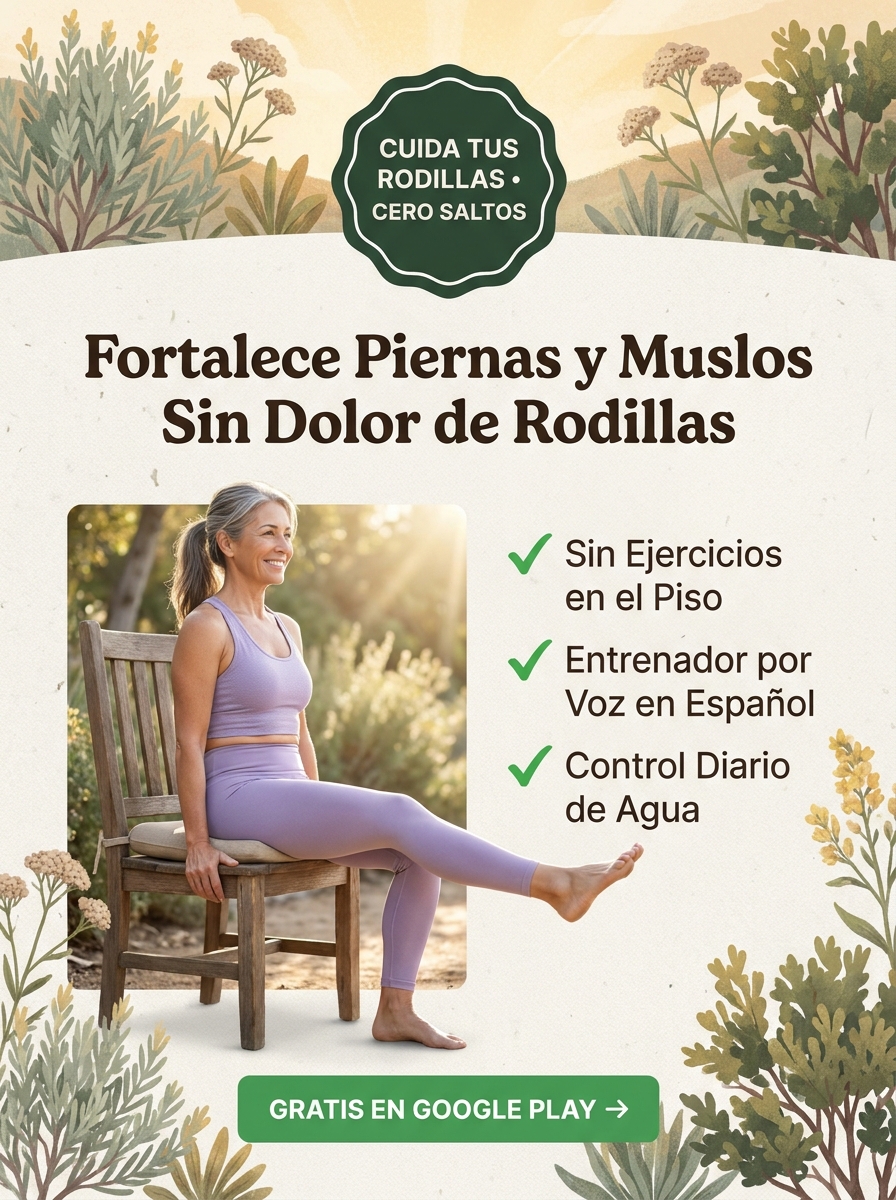 CUIDA TUS
RODILLAS •
CERO SALTOS
Fortalece Piernas y Muslos
Sin Dolor de Rodillas
Sin Ejercicios
en el Piso
Entrenador por
Voz en Español
Control Diario
de Agua
GRATIS EN GOOGLE PLAY →